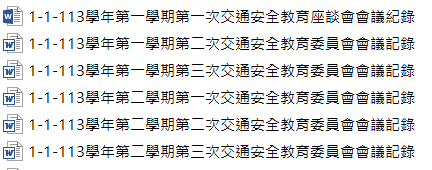 1-1-113學年第一學期第一次交通安全教育座談會會議紀錄
1-1-113學年第一學期第二次交通安全教育委員會會議記錄
1-1-113學年第一學期第三次交通安全教育委員會會議記錄
1-1-113學年第二學期第一次交通安全教育委員會會議記錄
1-1-113學年第二學期第二次交通安全教育委員會會議記錄
1-1-113學年第二學期第三次交通安全教育委員會會議記錄